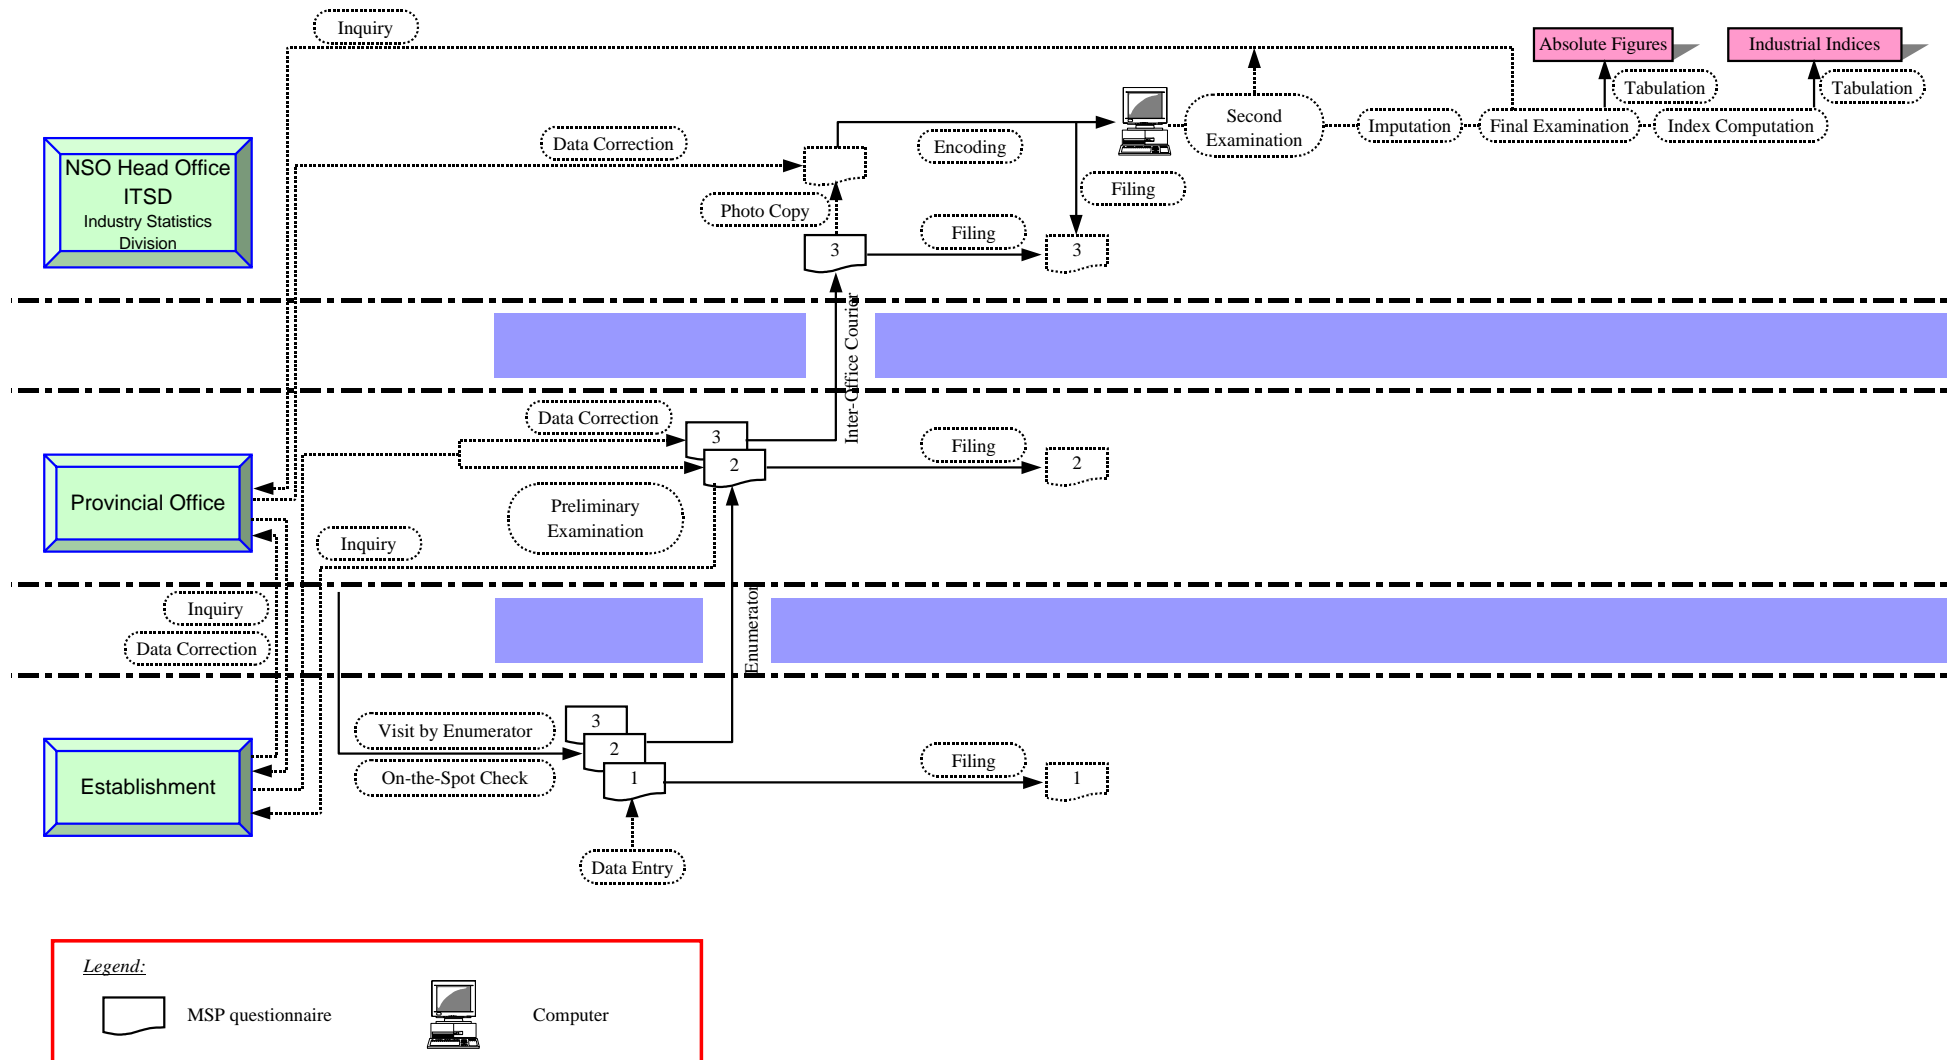 Inquiry
Absolute Figures
Industrial Indices
Tabulation
Tabulation
Second
Examination
Imputation
Final Examination
Index Computation
Data Correction
Encoding
NSO Head Office
ITSD
Industry Statistics
Division
Photo Copy
Filing
Filing
3
3
Inter-Office Courier
Data Correction
3
2
Filing
2
Provincial Office
Preliminary
Examination
Inquiry
Inquiry
Data Correction
Enumerator
Visit by Enumerator
On-the-Spot Check
3
2
1
Filing
1
Establishment
Data Entry
Legend:
MSP questionnaire
Computer